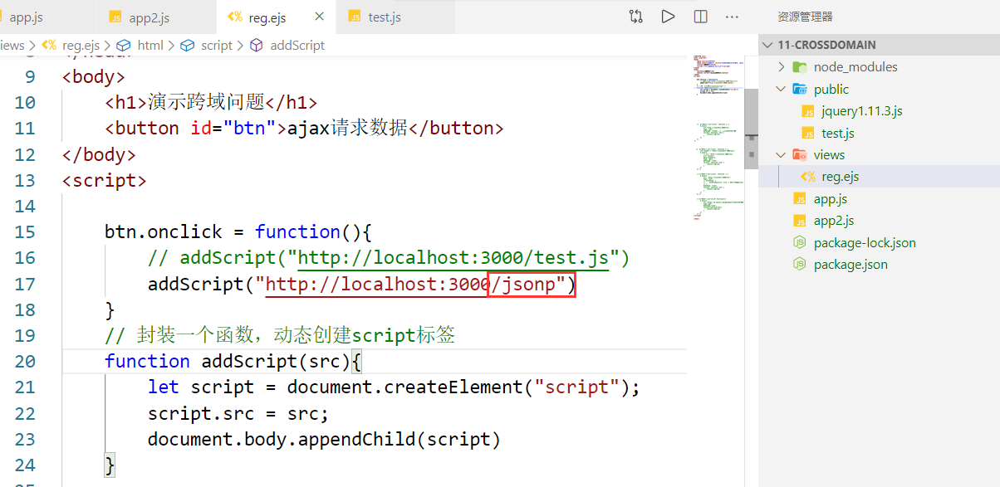 app.js app2.js reg.ejs test.js 资源管理器
iews > reg.ejs > html > script > addScript 11-CROSSDOMAIN
9 <body> node_modules
10 <h1>演示跨域问题</h1> public
11 <button id="btn">ajax请求数据</button> jquery1.11.3.js
test.js
12 </body> views
13 <script> reg.ejs
14 app.js
15 btn.onclick = function(){ app2.js
16 // addScript("http://localhost:3000/test.js") package-lock.json
17 addScript("http://localhost:3000/jsonp") package.json
18 }
19 // 封装一个函数，动态创建script标签
20 function addScript(src){
21 let script = document.createElement("script");
22 script.src = src;
23 document.body.appendChild(script)
24 }